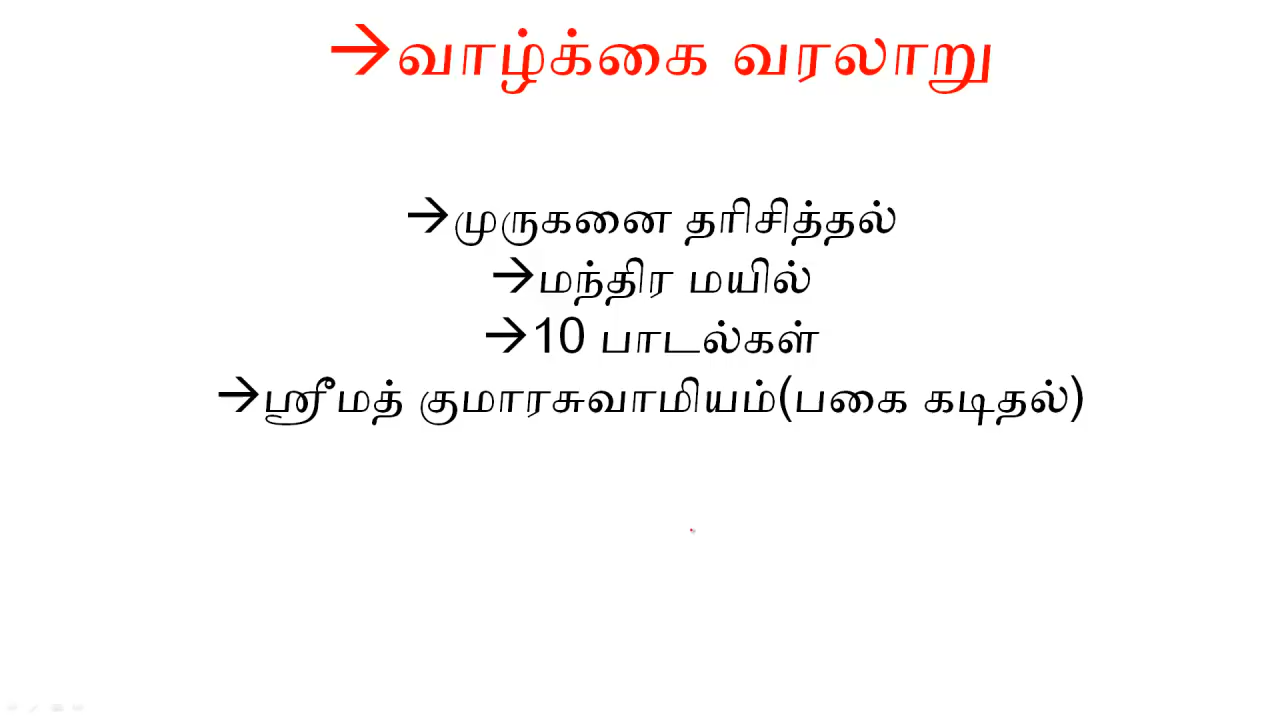 →வாழ்க்கை வரலாறு
→முருகனை தரிசித்தல்
→மந்திர மயில்
→10 பாடல்கள்
→ஸ்ரீமத் குமாரசுவாமியம்(பகை கடிதல்)